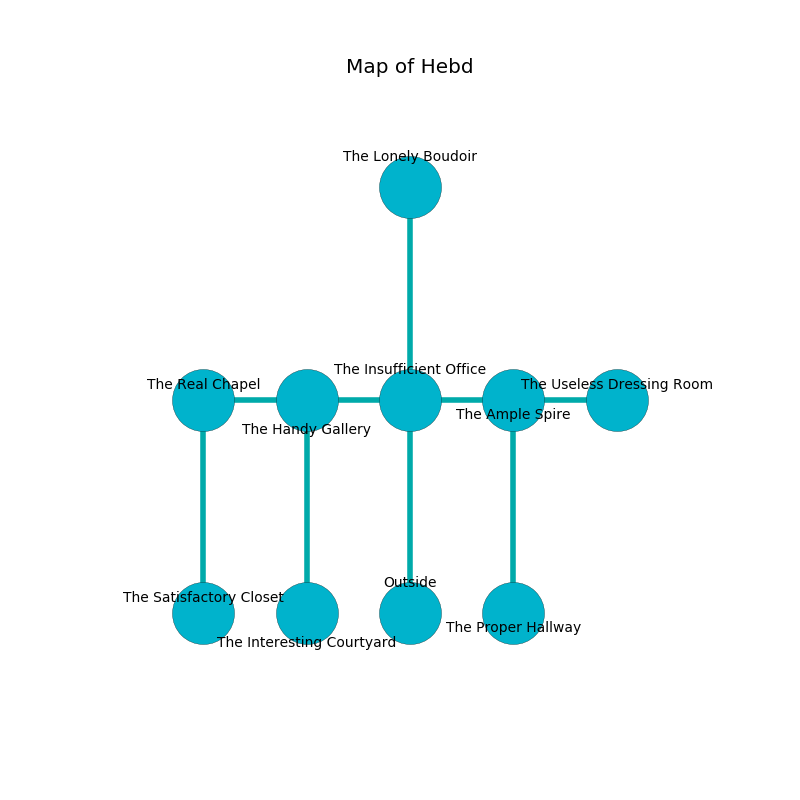 Map of Hebd
The Lonely Boudoir
The Insufficient Office
The Real Chapel
The Useless Dressing Room
The Ample Spire
The Handy Gallery
Outside
The Satisfactory Closet
The Proper Hallway
The Interesting Courtyard